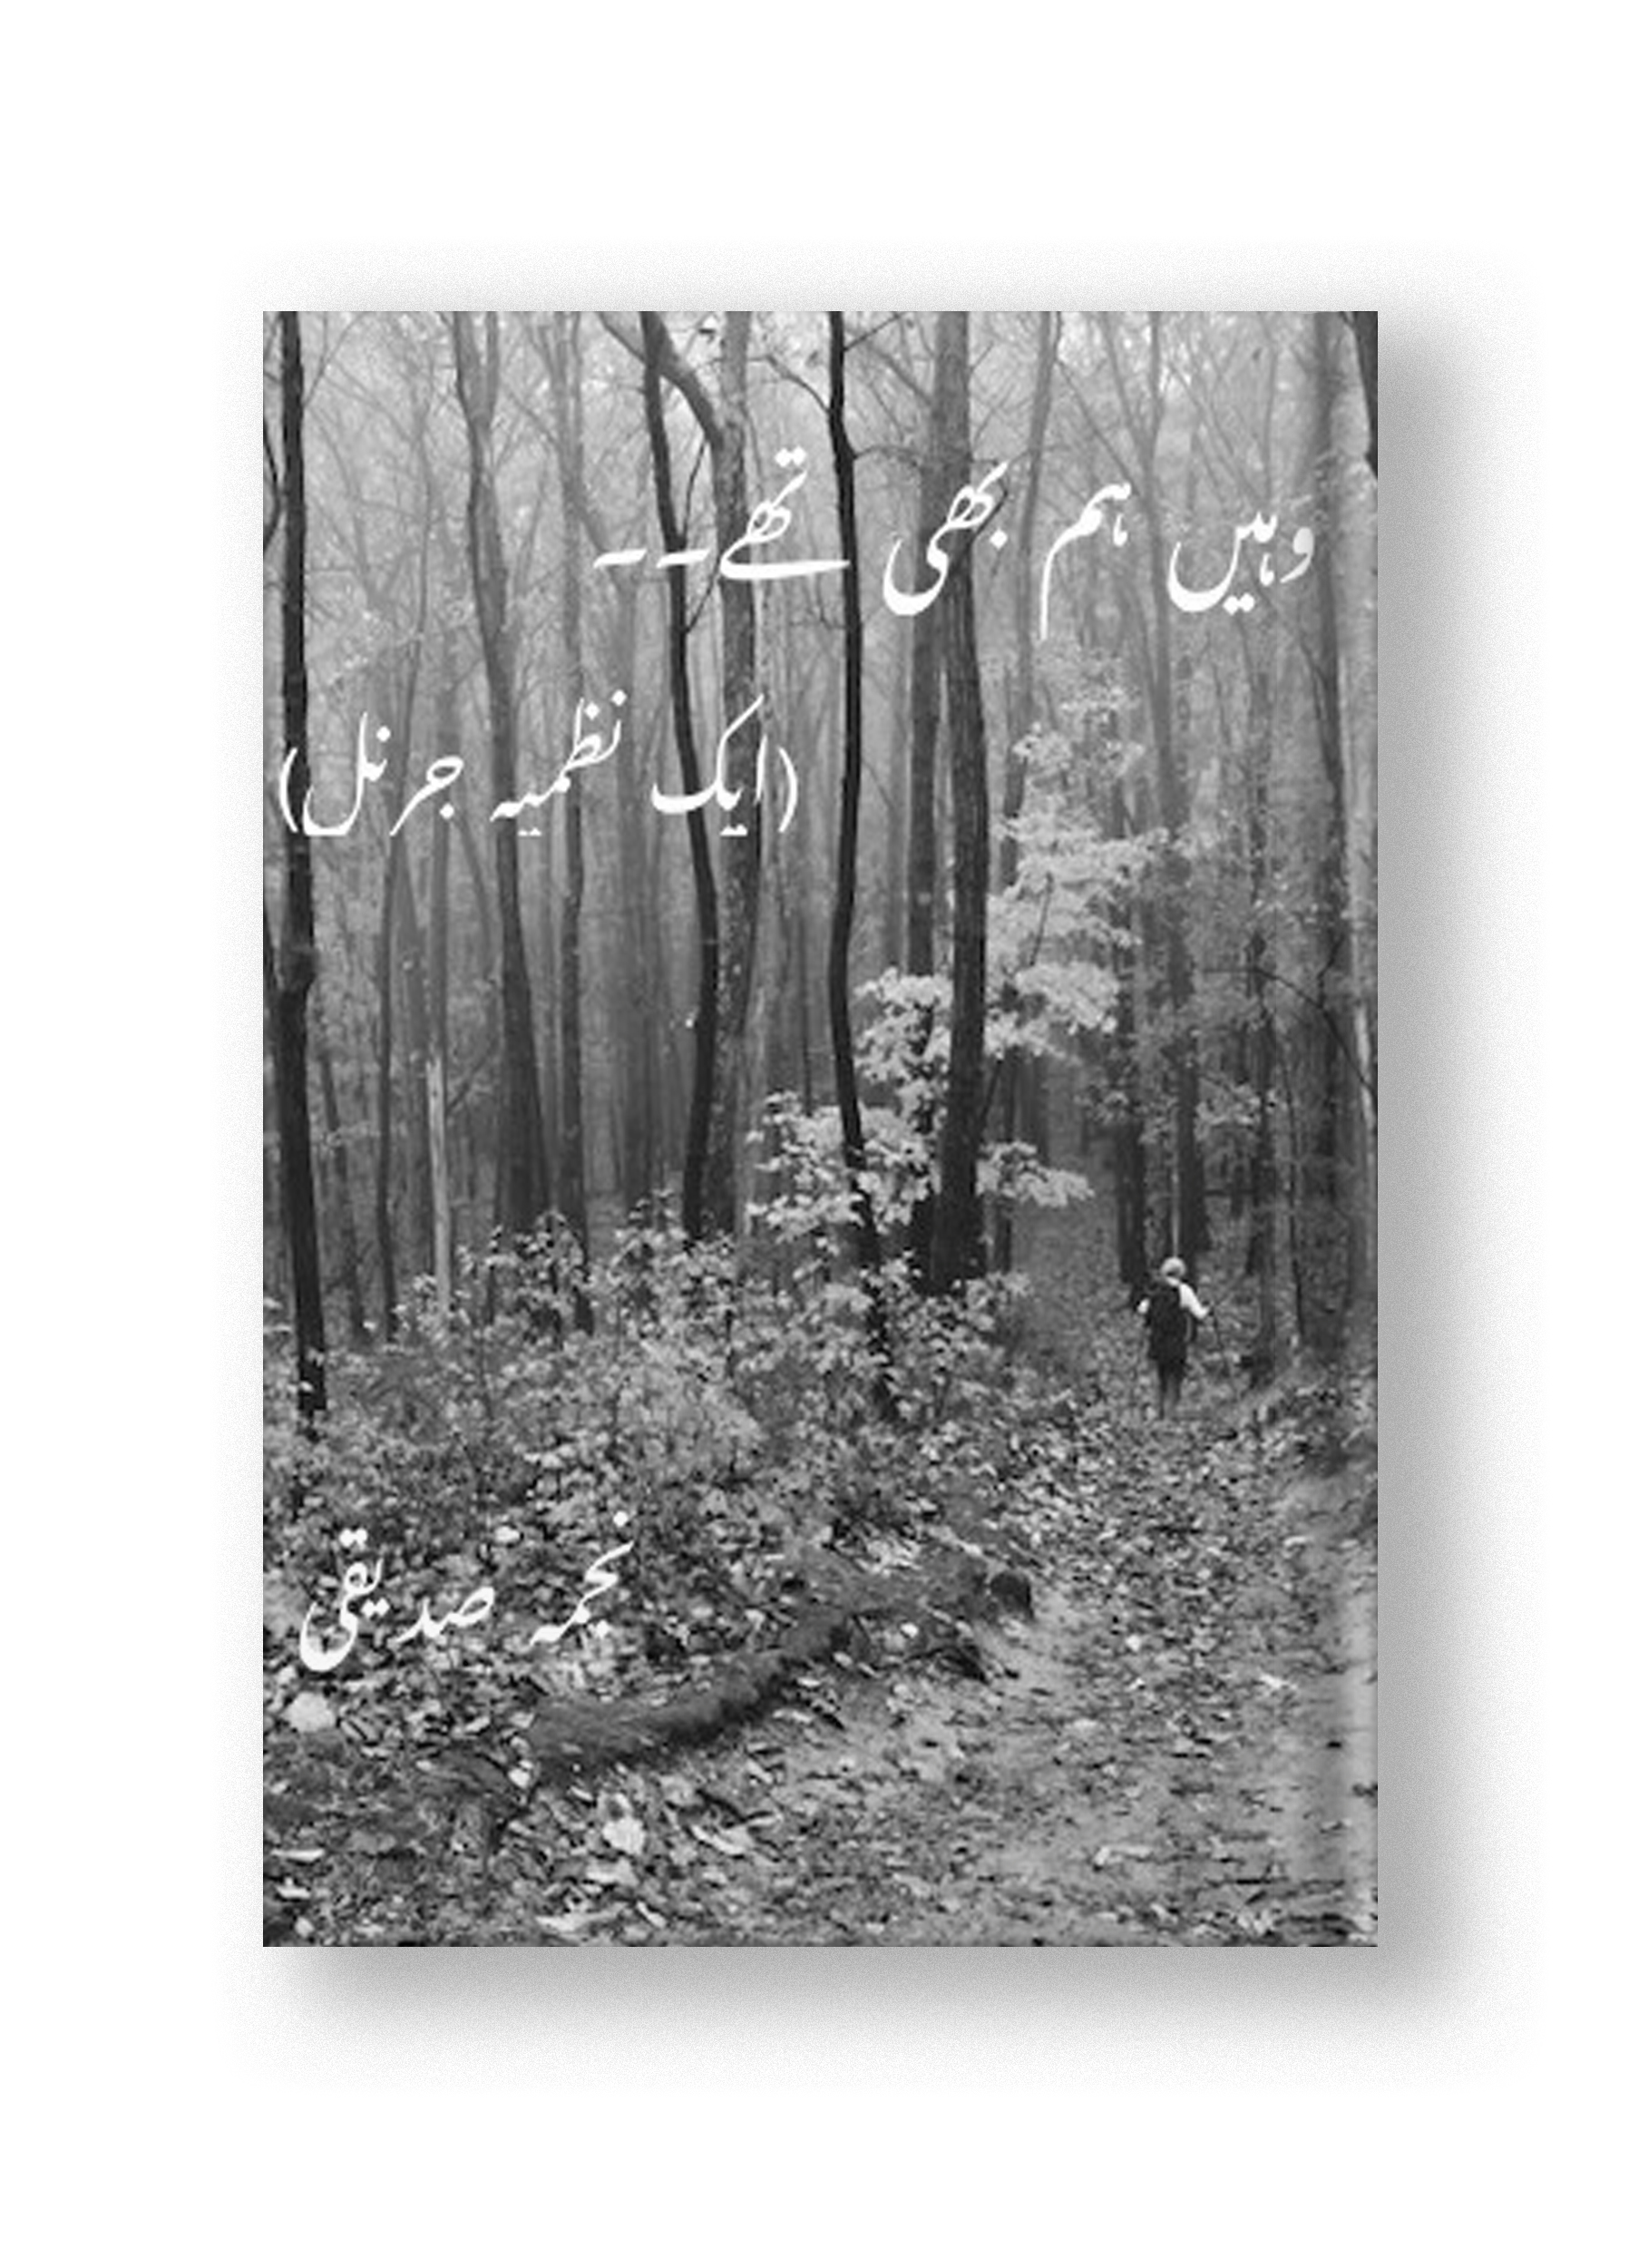 وہیں ہم بھی تھے۔۔
(ایک نظمیہ جرنل)
نجمہ صدیقی